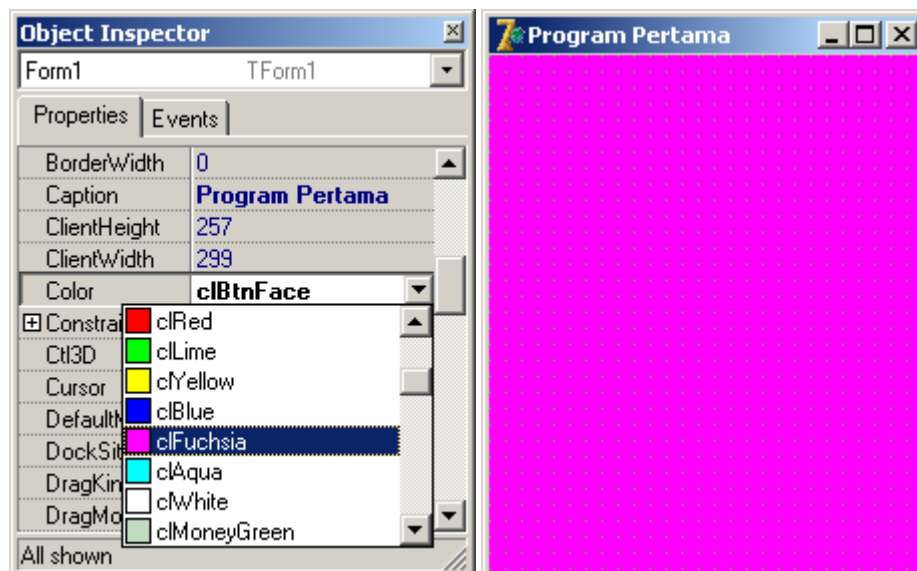 Object Inspector
Form1 TForm1
Properties Events
BorderWidth 0
Caption Program Pertama
ClientHeight 257
ClientWidth 299
Color clBtnFace
Constrai
Ctl3D
Cursor
DefaultM
DockSit
DragKin
DragMo
clRed
clLime
clYellow
clBlue
clFuchsia
clAqua
clWhite
clMoneyGreen
All shown
7 Program Pertama